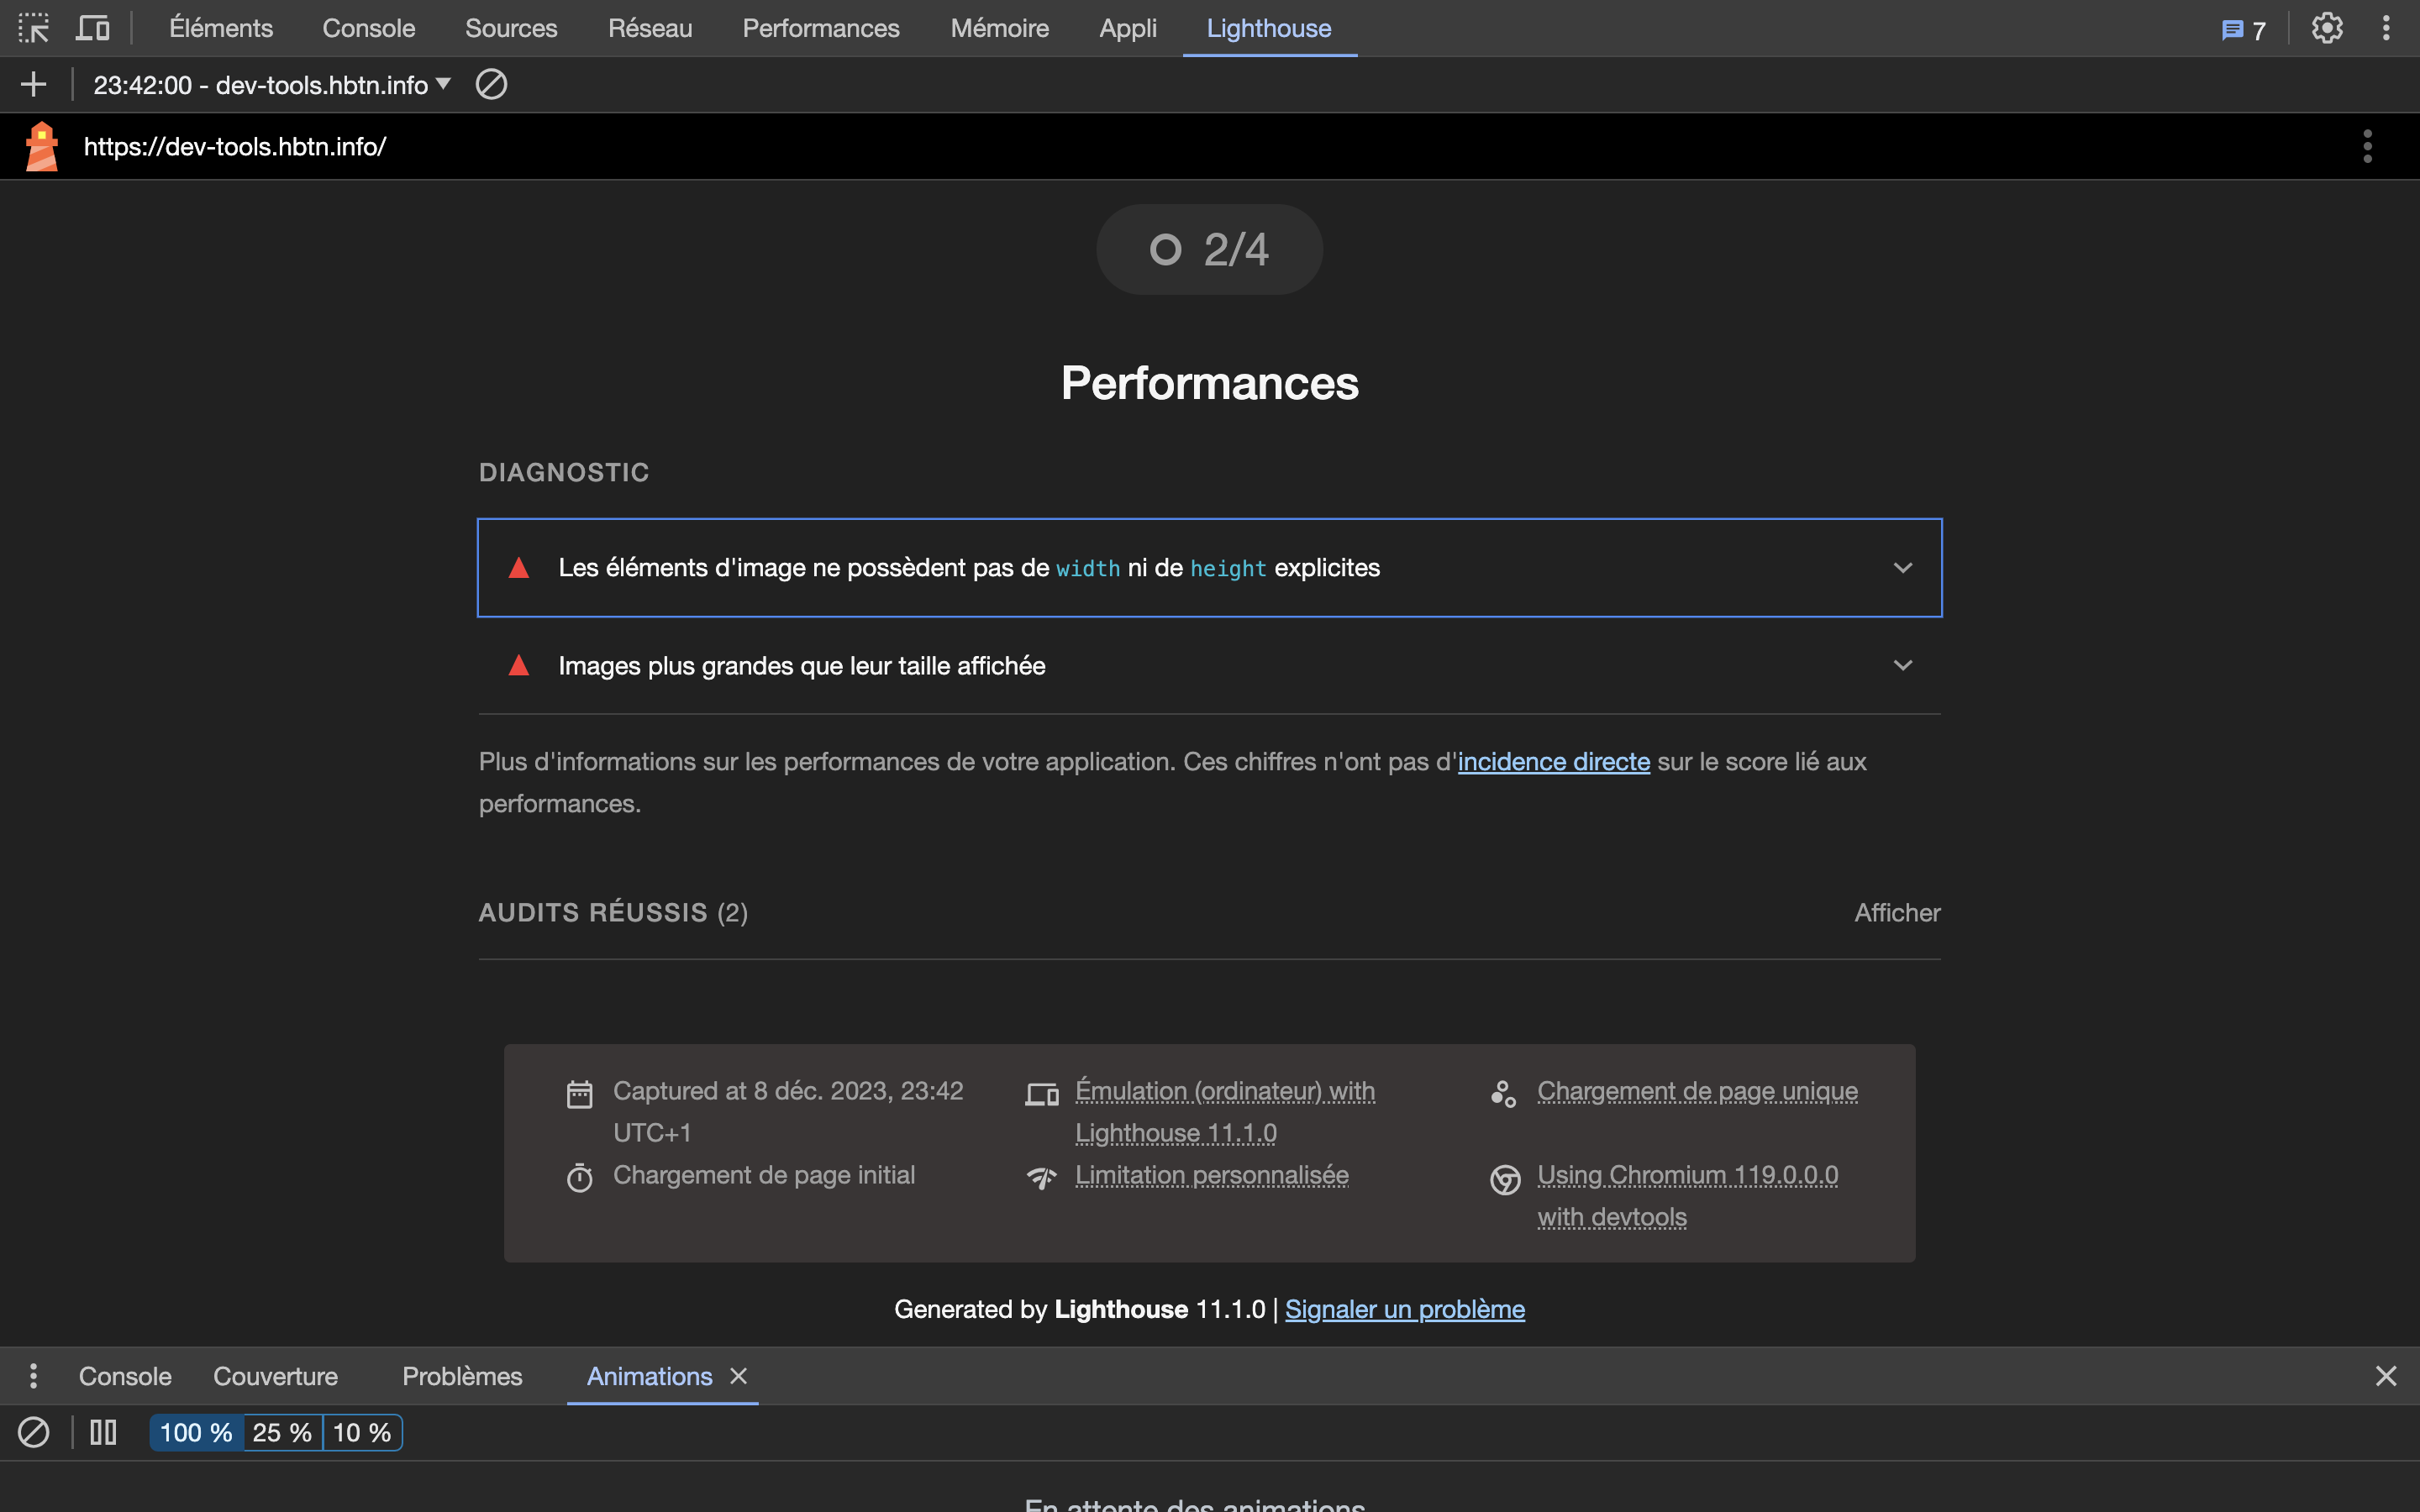 Éléments Console Sources Réseau Performances Mémoire Appli Lighthouse 7
23:42:00 - dev-tools.hbtn.info
https://dev-tools.hbtn.info/
2/4
Performances
DIAGNOSTIC
Les éléments d'image ne possèdent pas de width ni de height explicites
Images plus grandes que leur taille affichée
Plus d'informations sur les performances de votre application. Ces chiffres n'ont pas d'incidence directe sur le score lié aux
performances.
AUDITS RÉUSSIS (2) Afficher
Captured at 8 déc. 2023, 23:42
UTC+1
Émulation (ordinateur) with
Lighthouse 11.1.0
Chargement de page unique
Chargement de page initial
Limitation personnalisée
Using Chromium 119.0.0.0
with devtools
Generated by Lighthouse 11.1.0 | Signaler un problème
Console Couverture Problèmes Animations
100 % 25 % 10 %
En attente des animations